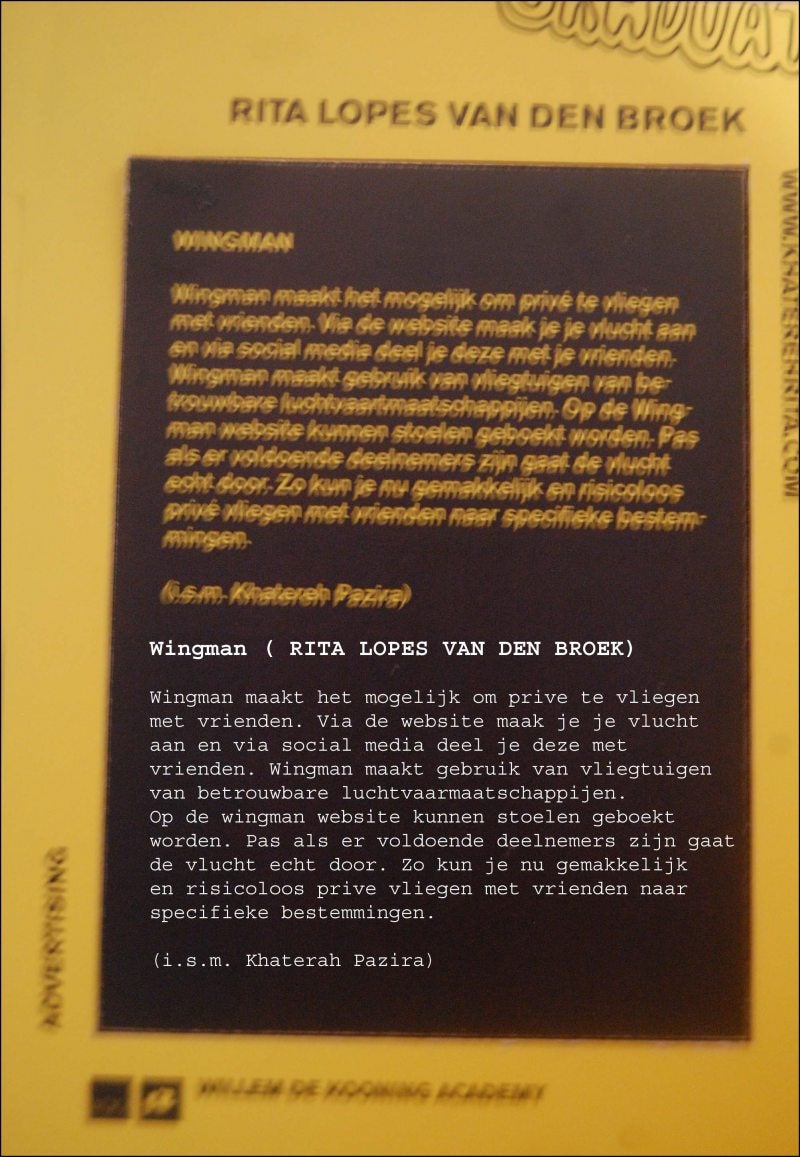 GRADUAT
RITA LOPES VAN DEN BROEK
WWW.KHATERENRITA.COM
WINGMAN
Wingman maakt het mogelijk om privé te vliegen
met vrienden. Via de website maak je je vlucht aan
en via social media deel je deze met je vrienden.
Wingman maakt gebruik van vliegtuigen van be-
trouwbare luchtvaartmaatschappijen. Op de Wing-
man website kunnen stoelen geboekt worden. Pas
als er voldoende deelnemers zijn gaat de vlucht
echt door. Zo kun je nu gemakkelijk en risicoloos
privé vliegen met vrienden naar specifieke bestem-
mingen.
(i.s.m. Khatereh Pazira)
Wingman ( RITA LOPES VAN DEN BROEK)
Wingman maakt het mogelijk om prive te vliegen
met vrienden. Via de website maak je je vlucht
aan en via social media deel je deze met
vrienden. Wingman maakt gebruik van vliegtuigen
van betrouwbare luchtvaarmaatschappijen.
Op de wingman website kunnen stoelen geboekt
worden. Pas als er voldoende deelnemers zijn gaat
de vlucht echt door. Zo kun je nu gemakkelijk
en risicoloos prive vliegen met vrienden naar
specifieke bestemmingen.
(i.s.m. Khaterah Pazira)
ADVERTISING
WILLEM DE KOONING ACADEMY